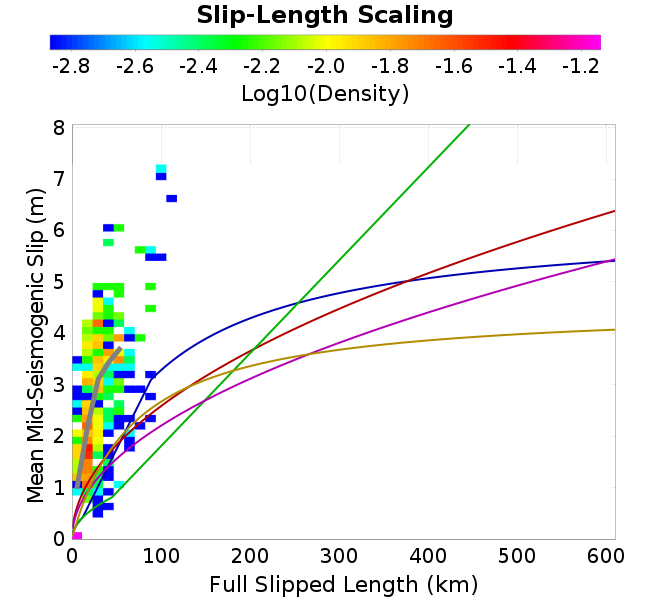 Slip-Length Scaling
-2.8 -2.6 -2.4 -2.2 -2.0 -1.8 -1.6 -1.4 -1.2
Log10(Density)
8
7
6
5
4
3
2
1
0
Mean Mid-Seismogenic Slip (m)
0 100 200 300 400 500 600
Full Slipped Length (km)